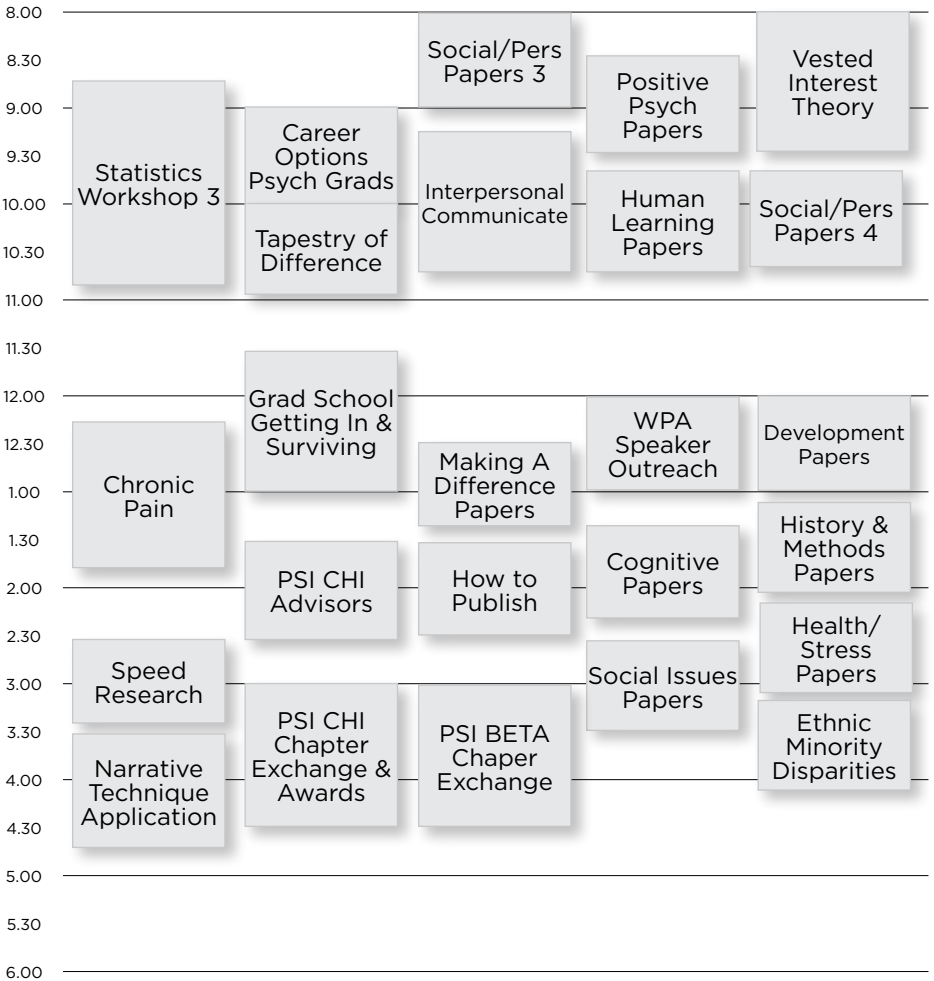 8.00
8.30
9.00
9.30
10.00
10.30
11.00
11.30
12.00
12.30
1.00
1.30
2.00
2.30
3.00
3.30
4.00
4.30
5.00
5.30
6.00
Statistics
Workshop 3
Chronic
Pain
Speed
Research
Narrative
Technique
Application
Career
Options
Psych Grads
Tapestry of
Difference
Grad School
Getting In &
Surviving
PSI CHI
Advisors
PSI CHI
Chapter
Exchange &
Awards
Social/Pers
Papers 3
Interpersonal
Communicate
Making A
Difference
Papers
How to
Publish
PSI BETA
Chaper
Exchange
Positive
Psych
Papers
Human
Learning
Papers
WPA
Speaker
Outreach
Cognitive
Papers
Social Issues
Papers
Vested
Interest
Theory
Social/Pers
Papers 4
Development
Papers
History &
Methods
Papers
Health/
Stress
Papers
Ethnic
Minority
Disparities